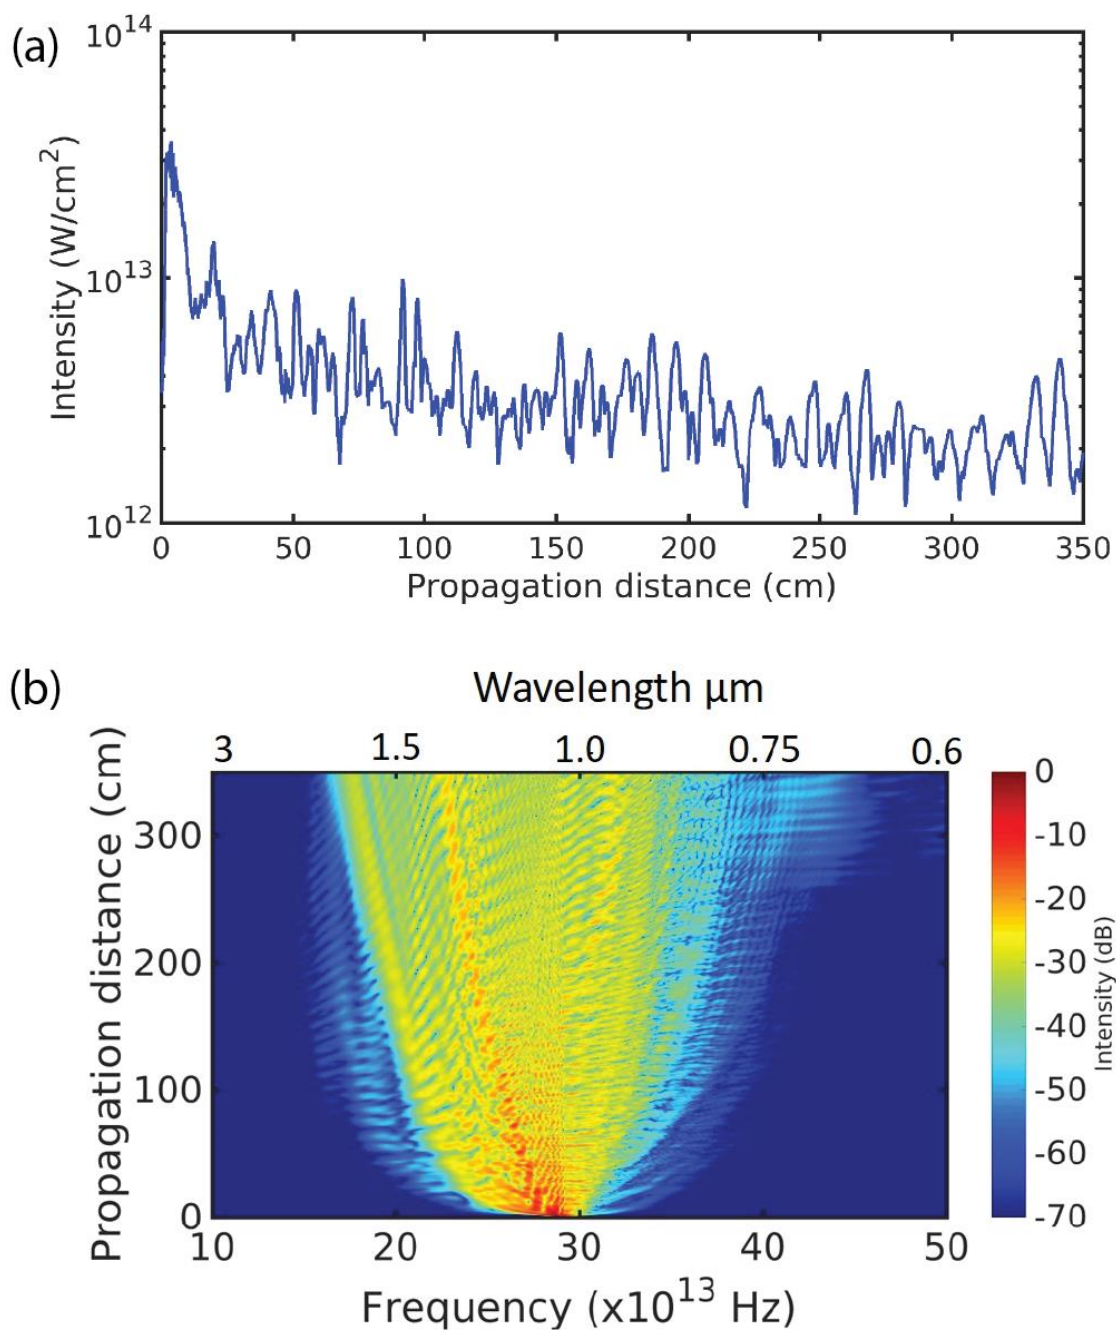 (a)
10^14
10^13
10^12
Intensity (W/cm^2)
0 50 100 150 200 250 300 350
Propagation distance (cm)
(b)
Wavelength μm
3 1.5 1.0 0.75 0.6
Propagation distance (cm)
300
200
100
0
10 20 30 40 50
Frequency (x10^13 Hz)
0
-10
-20
-30
-40
-50
-60
-70
Intensity (dB)